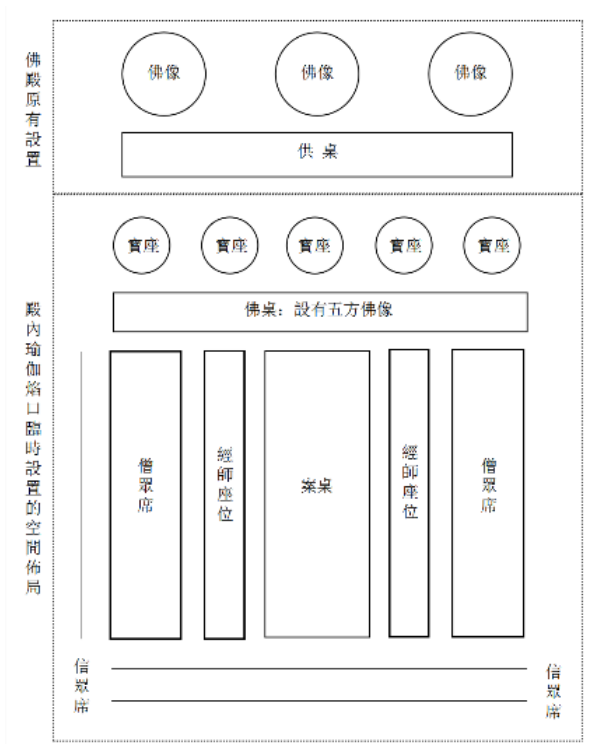 佛殿原有設置
佛像
佛像
佛像
供 桌
殿內瑜伽焰口臨時設置的空間佈局
寶座
寶座
寶座
寶座
寶座
佛桌：設有五方佛像
僧眾席
經師座位
案桌
經師座位
僧眾席
信眾席
信眾席